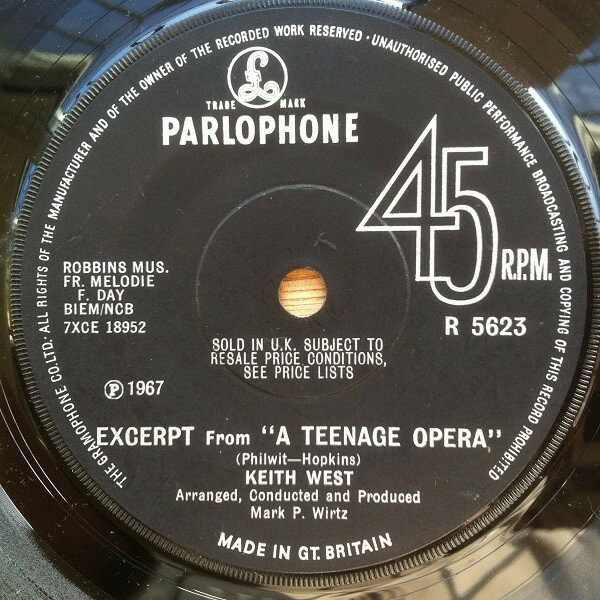 THE GRAMOPHONE CO. LTD; ALL RIGHTS OF THE MANUFACTURER AND OF THE OWNER OF THE RECORDED WORK RESERVED · UNAUTHORISED PUBLIC PERFORMANCE BROADCASTING AND COPYING OF THIS RECORD PROHIBITED
£
TRADE MARK
PARLOPHONE
45
R.P.M.
R 5623
ROBBINS MUS.
FR. MELODIE
F. DAY
BIEM/NCB
7XCE 18952
SOLD IN U.K. SUBJECT TO
RESALE PRICE CONDITIONS,
SEE PRICE LISTS
℗ 1967
EXCERPT From "A TEENAGE OPERA"
(Philwit—Hopkins)
KEITH WEST
Arranged, Conducted and Produced
Mark P. Wirtz
MADE IN GT. BRITAIN